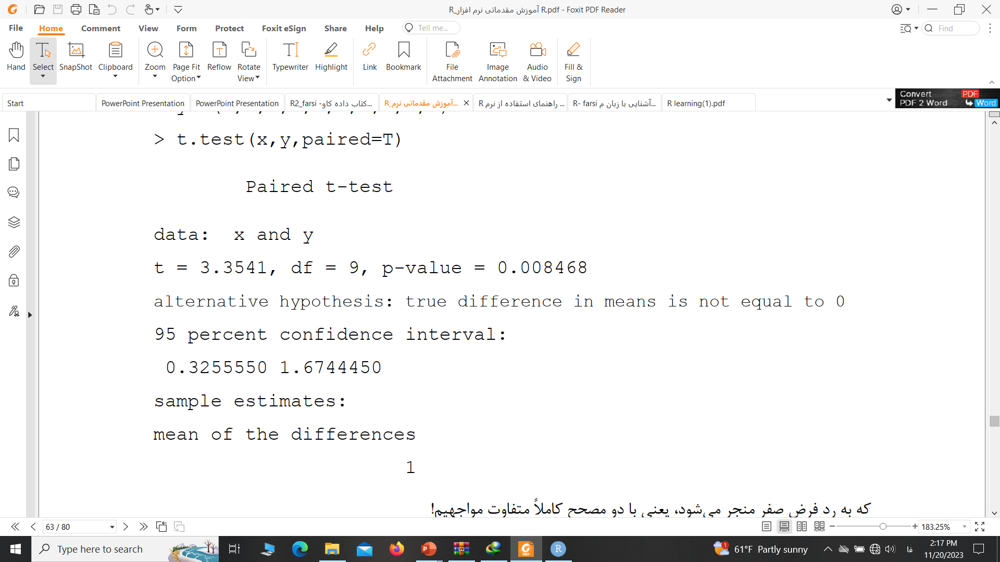 R_آموزش مقدماتی نرم افزار R.pdf - Foxit PDF Reader
File Home Comment View Form Protect Foxit eSign Share Help Tell me... Find
Hand Select SnapShot Clipboard Zoom Page Fit Option Reflow Rotate View Typewriter Highlight Link Bookmark File Attachment Image Annotation Audio & Video Fill & Sign
Start PowerPoint Presentation PowerPoint Presentation R2_farsi -کتاب داده کاو... R_آموزش مقدماتی نرم... راهنمای استفاده از نرم R ... R- farsi آشنایی با زبان م... R learning(1).pdf
Convert PDF
PDF 2 Word Word
> t.test(x,y,paired=T)
Paired t-test
data: x and y
t = 3.3541, df = 9, p-value = 0.008468
alternative hypothesis: true difference in means is not equal to 0
95 percent confidence interval:
0.3255550 1.6744450
sample estimates:
mean of the differences
1
که به رد فرض صفر منجر می‌شود، یعنی با دو مصحح کاملاً متفاوت مواجهیم!
63 / 80 183.25%
Type here to search 61°F Partly sunny فا 2:17 PM
11/20/2023